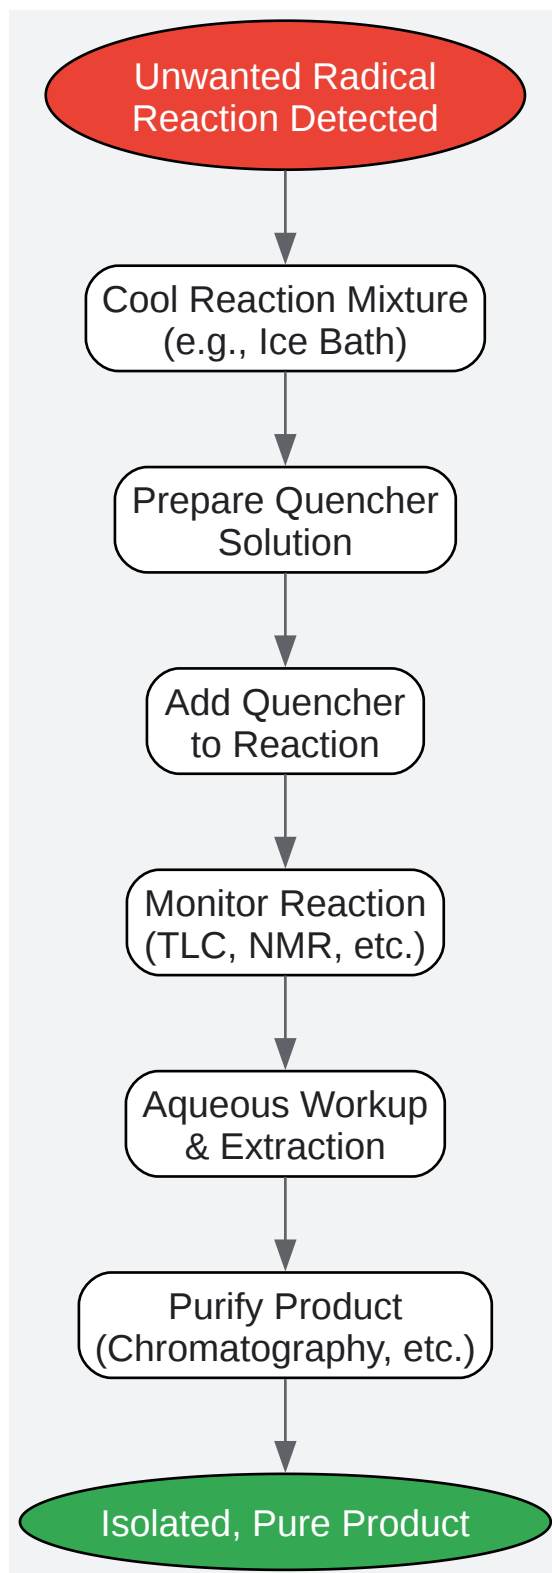 Unwanted Radical
Reaction Detected
Cool Reaction Mixture
(e.g., Ice Bath)
Prepare Quencher
Solution
Add Quencher
to Reaction
Monitor Reaction
(TLC, NMR, etc.)
Aqueous Workup
& Extraction
Purify Product
(Chromatography, etc.)
Isolated, Pure Product